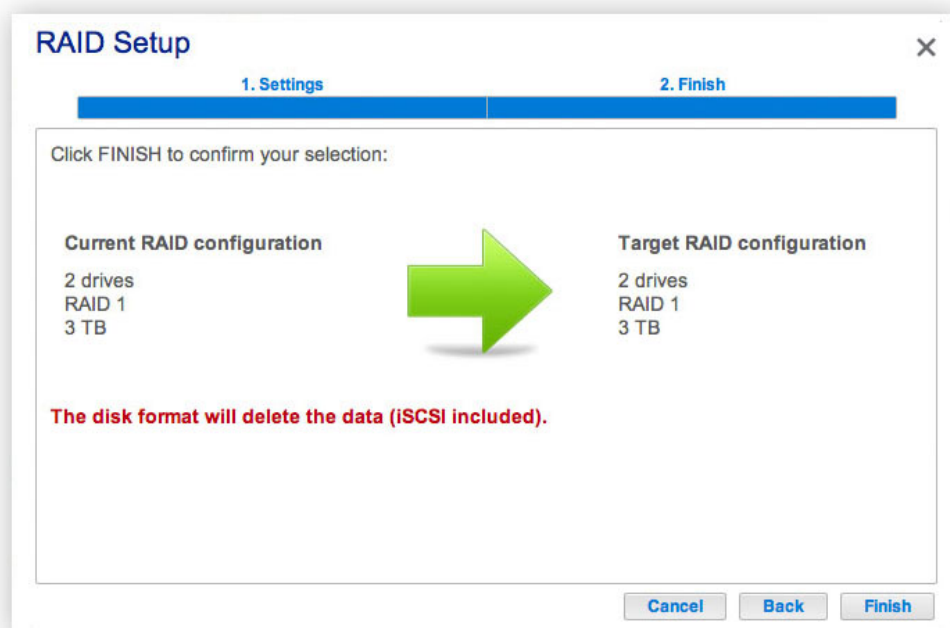 RAID Setup
1. Settings
2. Finish
Click FINISH to confirm your selection:
Current RAID configuration
2 drives
RAID 1
3 TB
Target RAID configuration
2 drives
RAID 1
3 TB
The disk format will delete the data (iSCSI included).
Cancel
Back
Finish